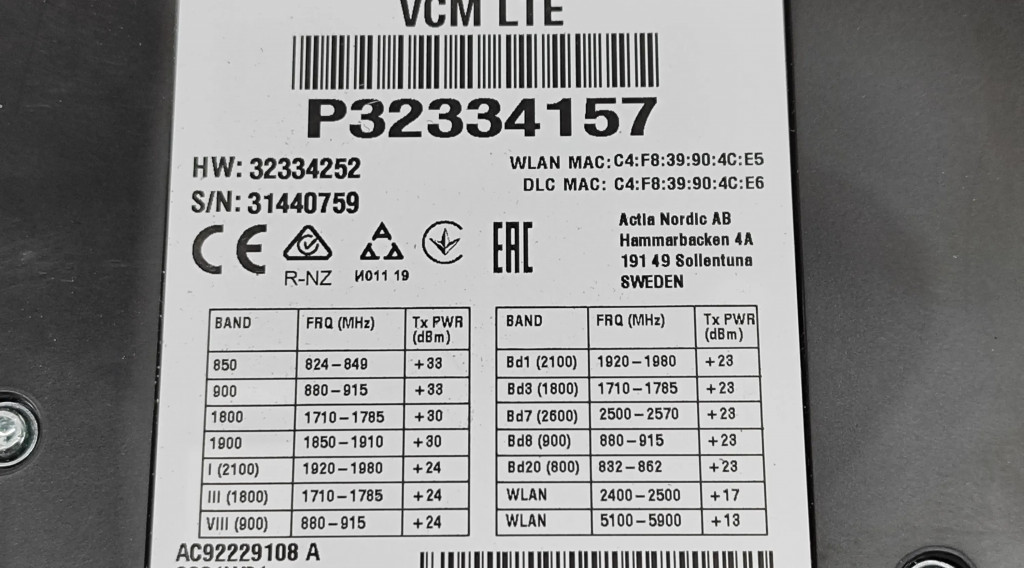 VCM LTE
P32334157
HW: 32334252
S/N: 31440759
WLAN MAC: C4:F8:39:90:4C:E5
DLC MAC: C4:F8:39:90:4C:E6
CE
R-NZ
И011 19
EAC
Actia Nordic AB
Hammarbacken 4A
191 49 Sollentuna
SWEDEN
BAND FRQ (MHz) Tx PWR (dBm)
850 824-849 +33
900 880-915 +33
1800 1710-1785 +30
1900 1850-1910 +30
I (2100) 1920-1980 +24
III (1800) 1710-1785 +24
VIII (900) 880-915 +24
BAND FRQ (MHz) Tx PWR (dBm)
Bd1 (2100) 1920-1980 +23
Bd3 (1800) 1710-1785 +23
Bd7 (2600) 2500-2570 +23
Bd8 (900) 880-915 +23
Bd20 (800) 832-862 +23
WLAN 2400-2500 +17
WLAN 5100-5900 +13
AC92229108 A